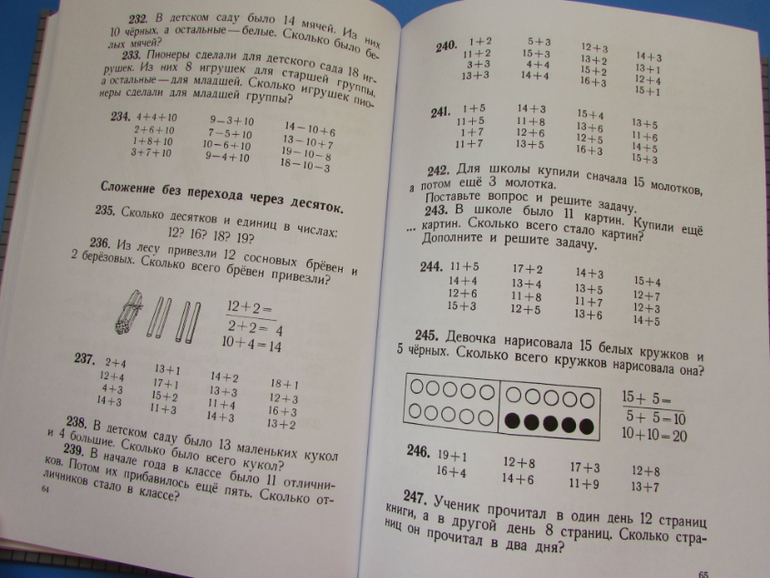 232. В детском саду было 14 мячей. Из них
10 чёрных, а остальные—белые. Сколько было бе-
лых мячей?
233. Пионеры сделали для детского сада 18 иг-
рушек. Из них 8 игрушек для старшей группы,
а остальные—для младшей. Сколько игрушек пио-
неры сделали для младшей группы?
234. 4+4+10 9−3+10 14−10+6
2+6+10 7−5+10 13−10+7
1+8+10 10−6+10 19−10−8
3+7+10 9−4+10 18−10−3
Сложение без перехода через десяток.
235. Сколько десятков и единиц в числах:
12? 16? 18? 19?
236. Из лесу привезли 12 сосновых брёвен и
2 берёзовых. Сколько всего брёвен привезли?
12+2=
2+2= 4
10+4=14
237. 2+4 13+1 14+2 18+1
12+4 17+1 13+3 12+3
4+3 15+2 11+4 16+3
14+3 11+3 14+3 13+2
238. В детском саду было 13 маленьких кукол
и 4 большие. Сколько было всего кукол?
239. В начале года в классе было 11 отлични-
ков. Потом их прибавилось ещё пять. Сколько от-
личников стало в классе?
64
240. 1+2 5+3 12+3 14+3
11+2 15+3 13+2 13+1
3+3 4+4 15+2 12+4
13+3 14+4 16+3 15+1
241. 1+5 14+3 15+4 13+5
11+5 11+8 13+6 11+6
1+7 12+6 12+5 14+5
11+7 13+5 16+3 15+3
242. Для школы купили сначала 15 молотков,
а потом ещё 3 молотка.
Поставьте вопрос и решите задачу.
243. В школе было 11 картин. Купили ещё
... картин. Сколько всего стало картин?
Дополните и решите задачу.
244. 11+5 17+2 14+3 15+4
14+4 13+4 13+5 12+7
12+6 11+8 11+7 12+3
15+3 12+5 13+6 14+5
245. Девочка нарисовала 15 белых кружков и
5 чёрных. Сколько всего кружков нарисовала она?
15+ 5=
5+ 5=10
10+10=20
246. 19+1 12+8 17+3 12+8
16+4 14+6 11+9 13+7
247. Ученик прочитал в один день 12 страниц
книги, а в другой день 8 страниц. Сколько стра-
ниц он прочитал в два дня?
65